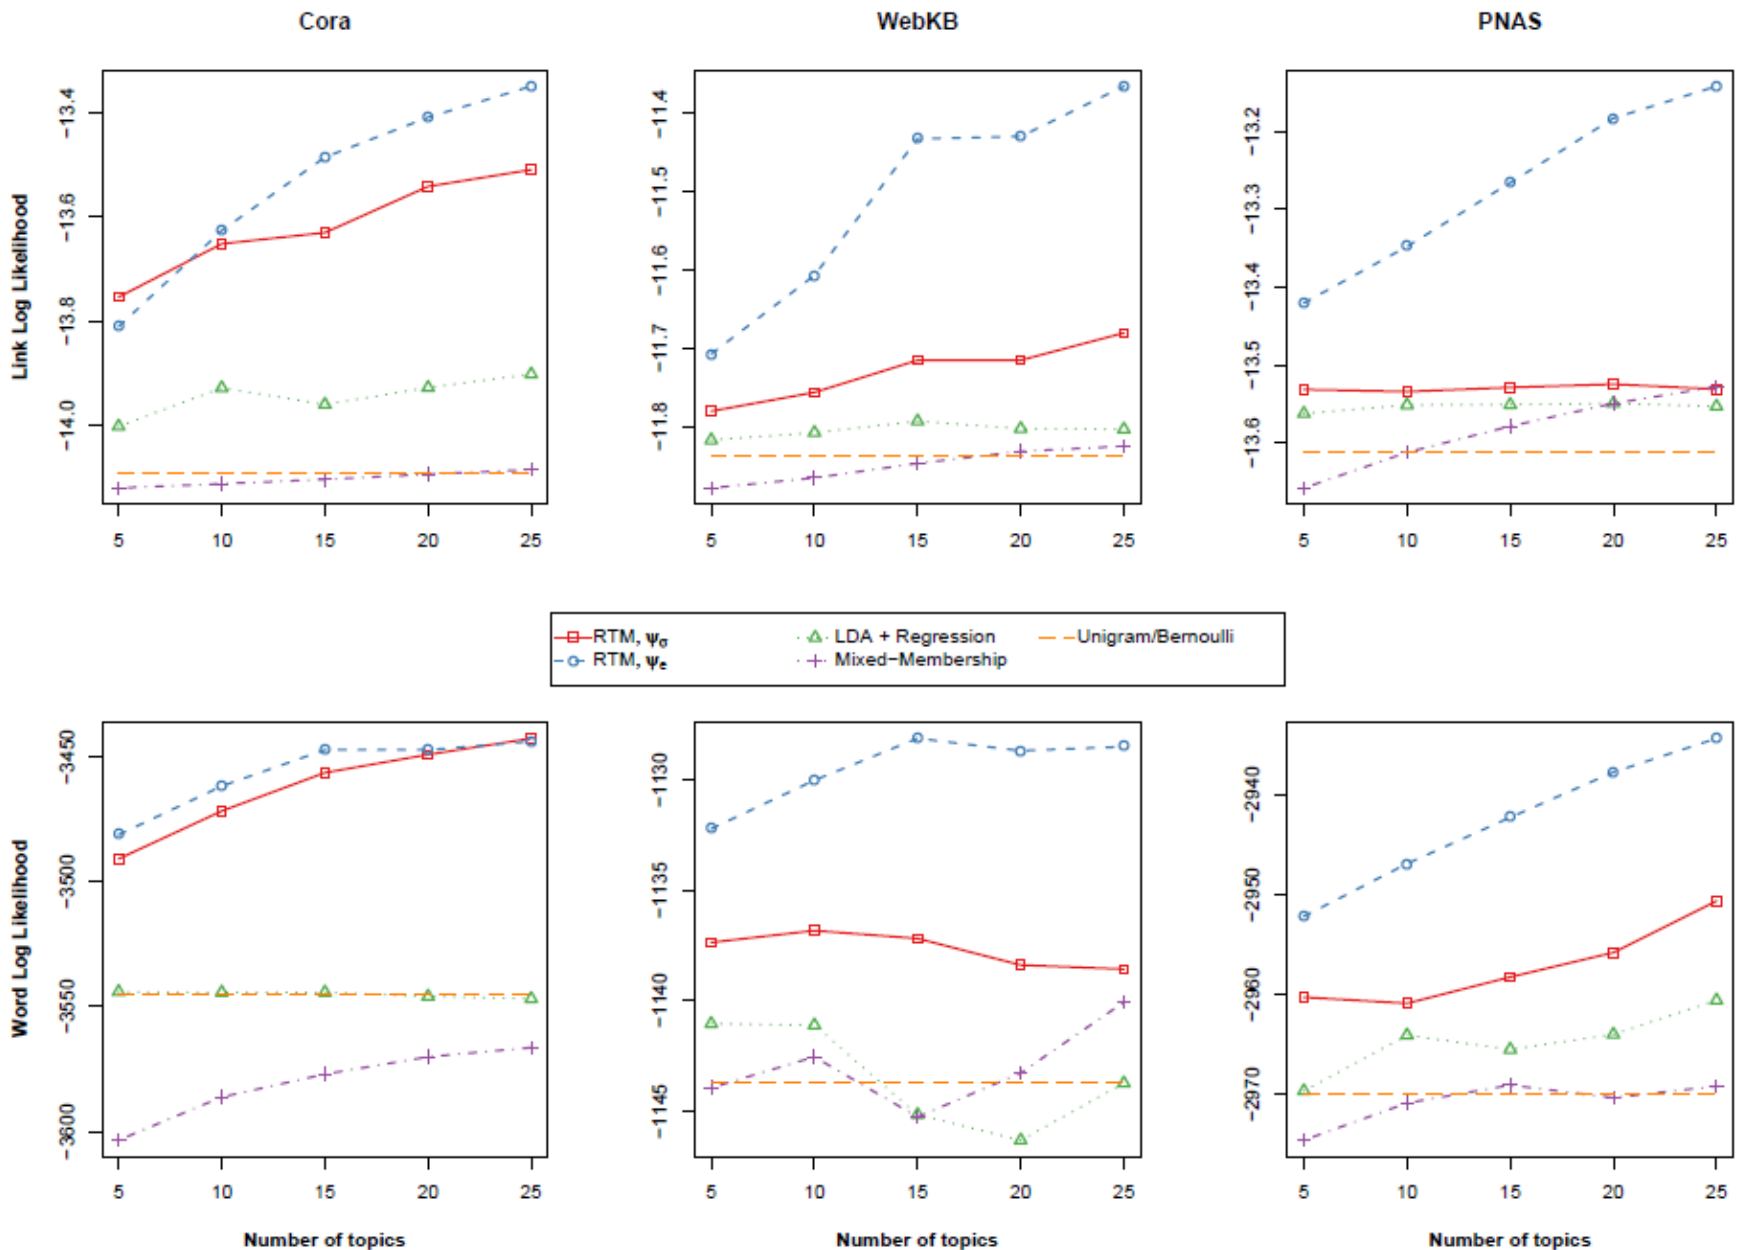 Cora
WebKB
PNAS
Link Log Likelihood
−13.4
−13.6
−13.8
−14.0
5 10 15 20 25
−11.4
−11.5
−11.6
−11.7
−11.8
5 10 15 20 25
−13.2
−13.3
−13.4
−13.5
−13.6
5 10 15 20 25
RTM, ψσ
LDA + Regression
Unigram/Bernoulli
RTM, ψe
Mixed−Membership
Word Log Likelihood
−3450
−3500
−3550
−3600
5 10 15 20 25
Number of topics
−1130
−1135
−1140
−1145
5 10 15 20 25
Number of topics
−2940
−2950
−2960
−2970
5 10 15 20 25
Number of topics